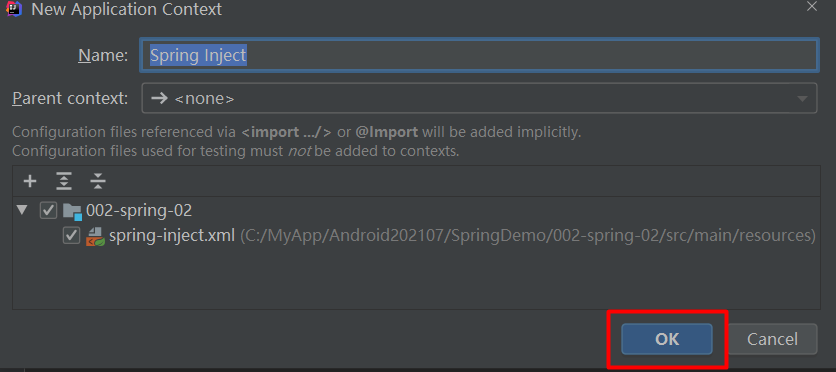 New Application Context
Name: Spring Inject
Parent context: <none>
Configuration files referenced via <import .../> or @Import will be added implicitly.
Configuration files used for testing must not be added to contexts.
002-spring-02
spring-inject.xml (C:/MyApp/Android202107/SpringDemo/002-spring-02/src/main/resources)
OK Cancel